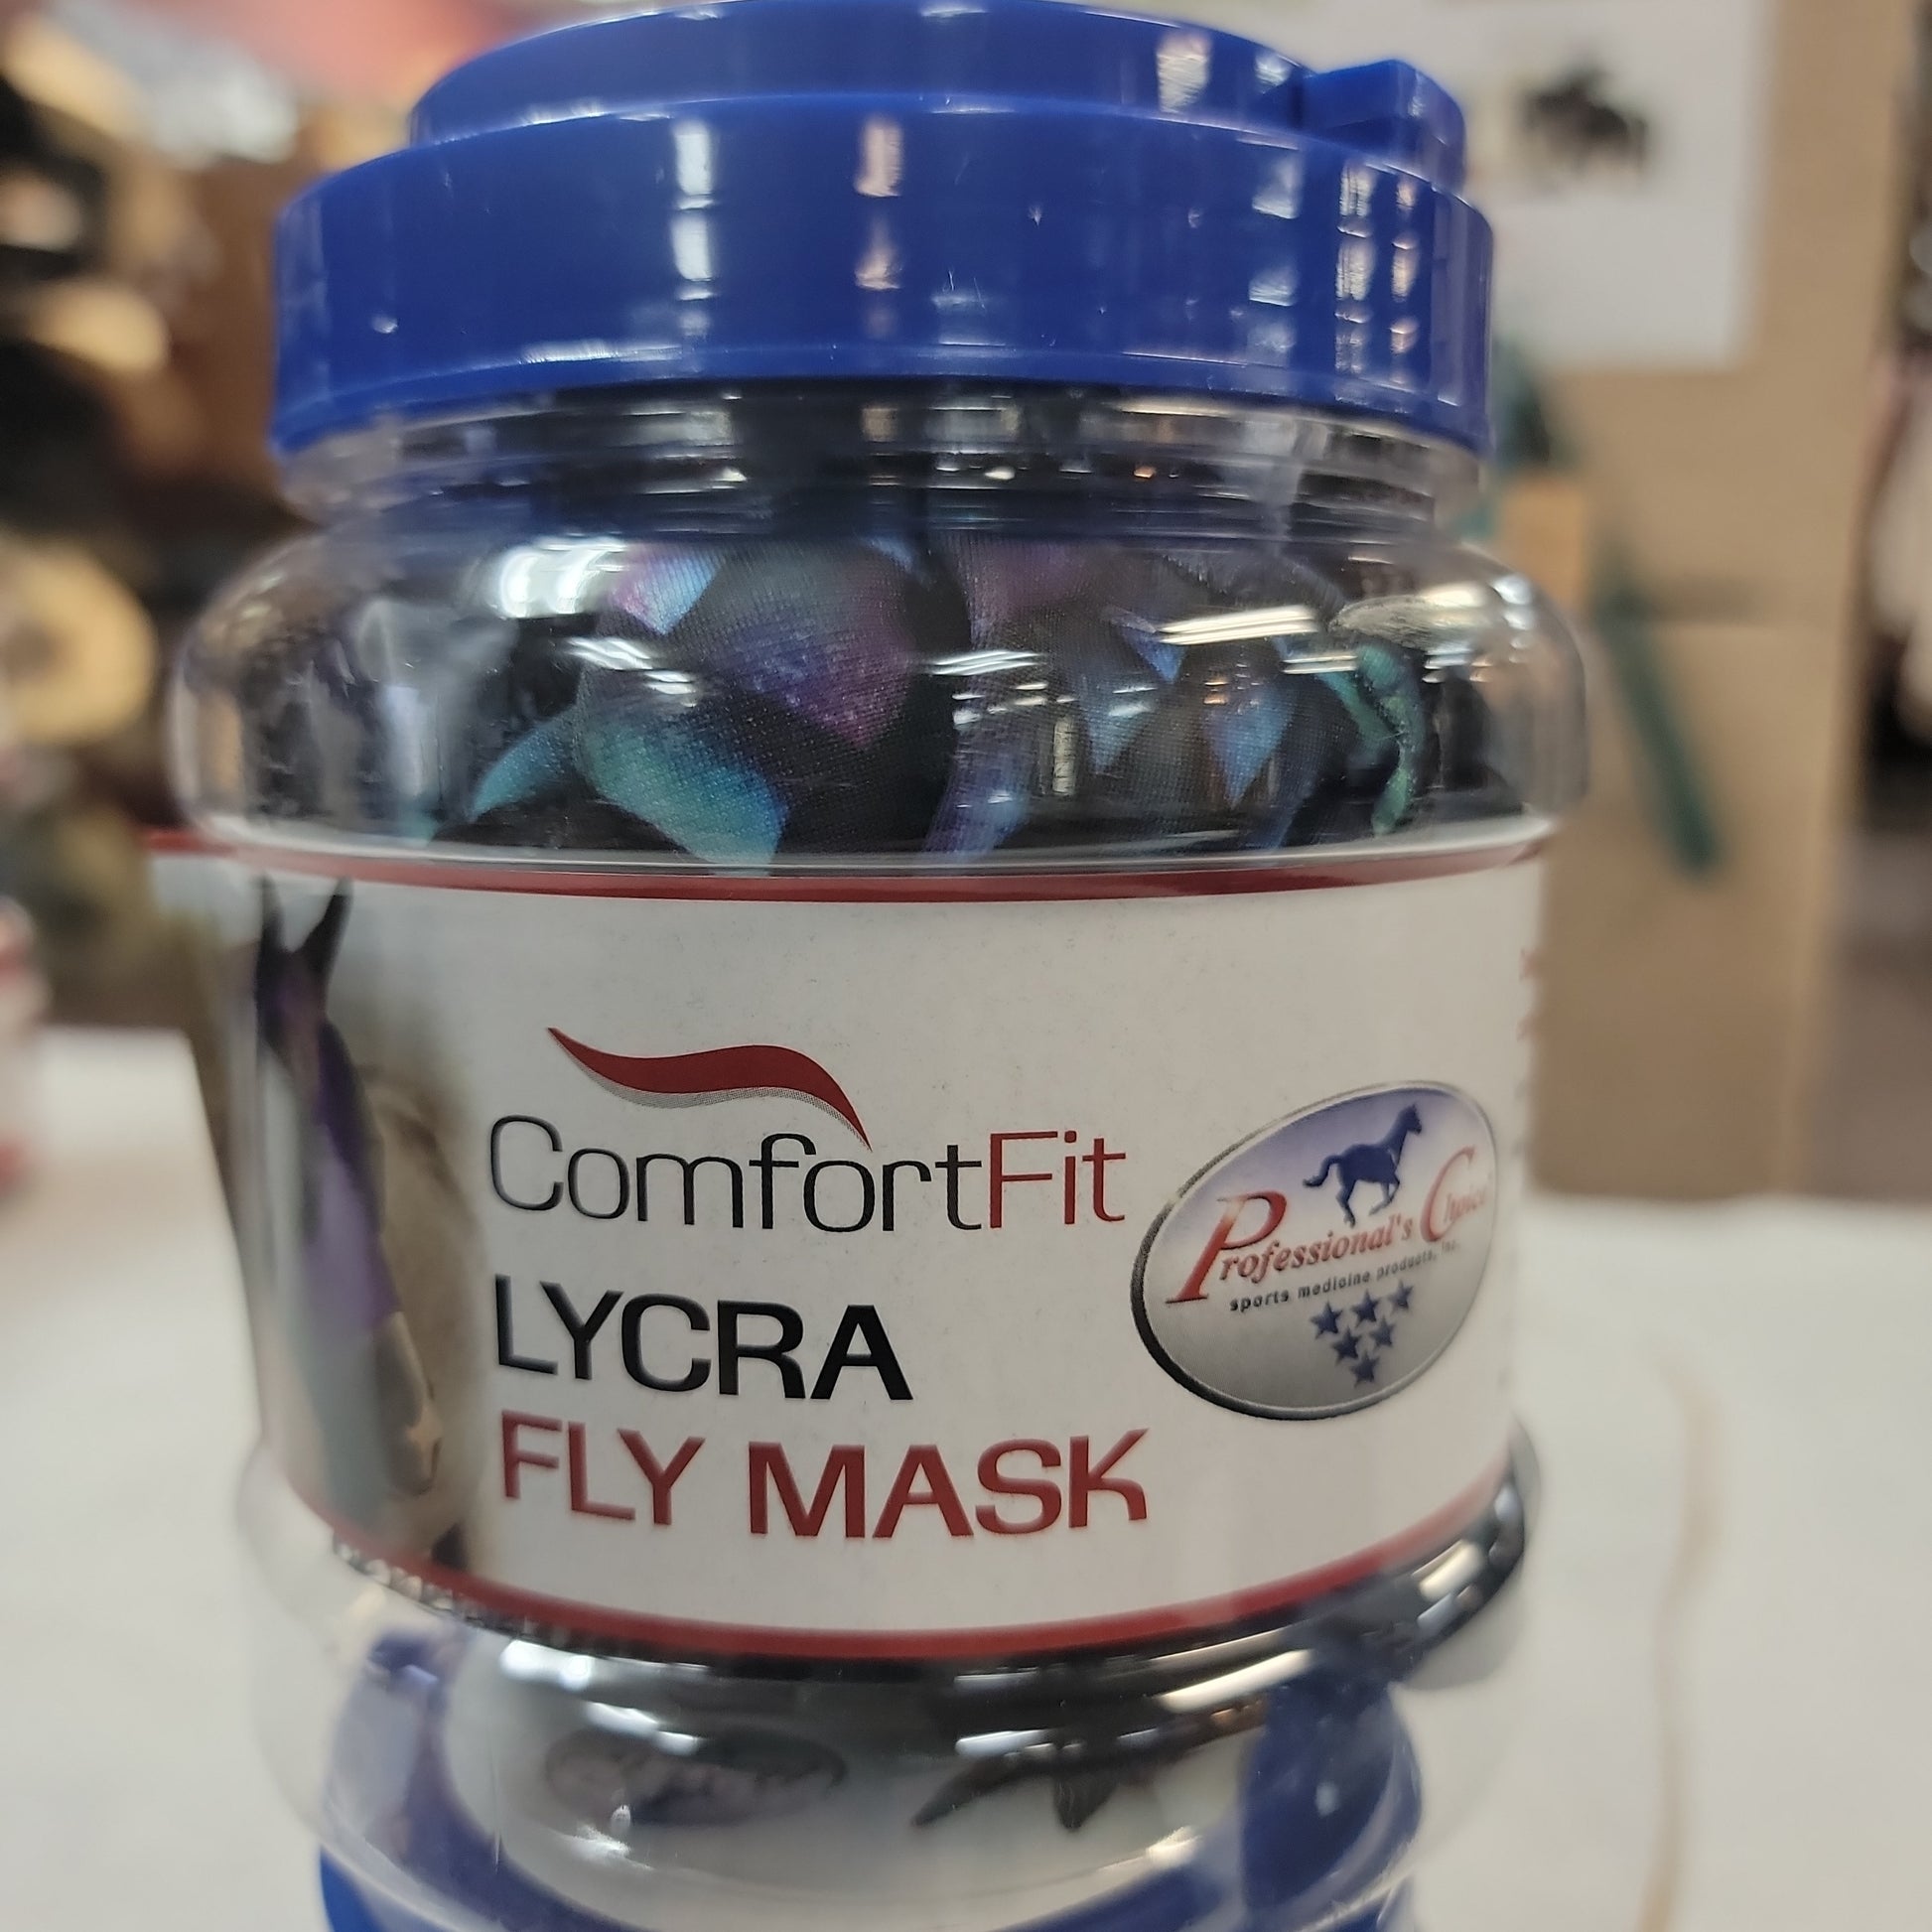 ComfortFit
LYCRA
FLY MASK
Professional's Choice
sports medicine products, Inc.